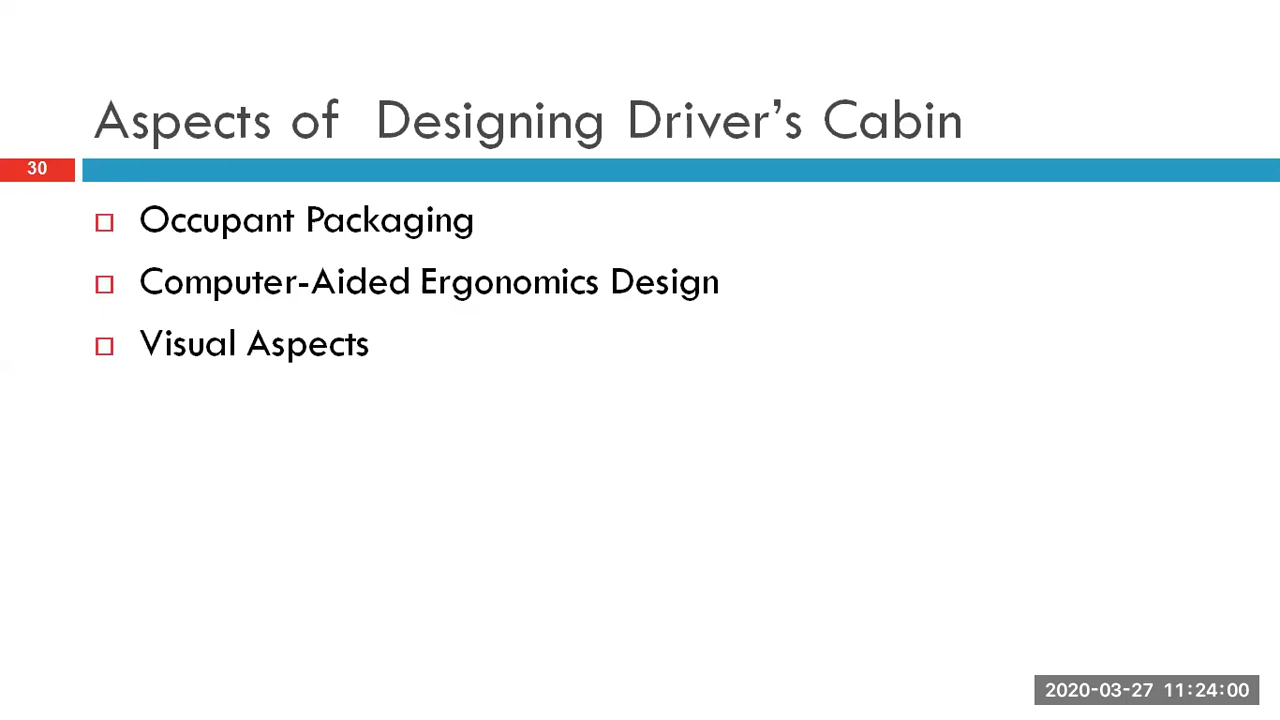 Aspects of Designing Driver's Cabin
30
Occupant Packaging
Computer-Aided Ergonomics Design
Visual Aspects
2020-03-27 11:24:00